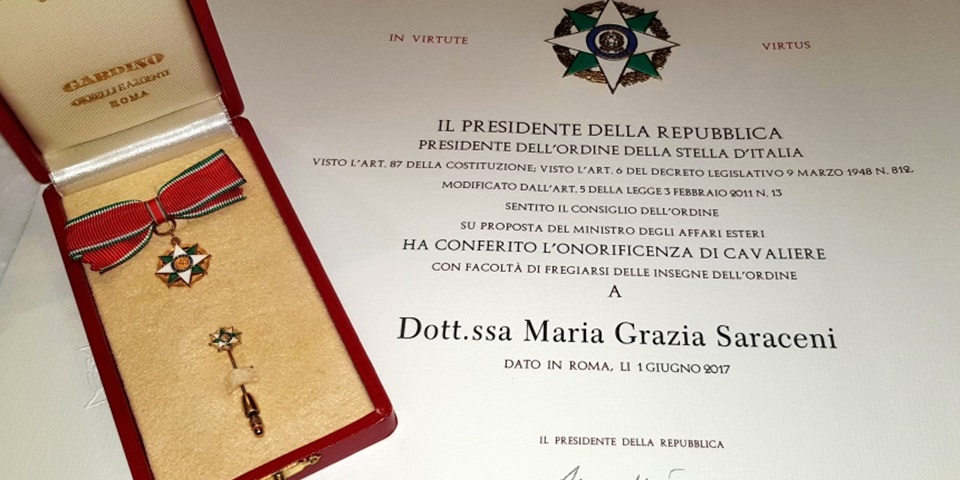 GARDINO
GIOIELLI E ARGENTI
ROMA
IN VIRTUTE
VIRTUS
IL PRESIDENTE DELLA REPUBBLICA
PRESIDENTE DELL'ORDINE DELLA STELLA D'ITALIA
VISTO L'ART. 87 DELLA COSTITUZIONE; VISTO L'ART. 6 DEL DECRETO LEGISLATIVO 9 MARZO 1948 N. 812,
MODIFICATO DALL'ART. 5 DELLA LEGGE 3 FEBBRAIO 2011 N. 13
SENTITO IL CONSIGLIO DELL'ORDINE
SU PROPOSTA DEL MINISTRO DEGLI AFFARI ESTERI
HA CONFERITO L'ONORIFICENZA DI CAVALIERE
CON FACOLTÀ DI FREGIARSI DELLE INSEGNE DELL'ORDINE
A
Dott.ssa Maria Grazia Saraceni
DATO IN ROMA, LI 1 GIUGNO 2017
IL PRESIDENTE DELLA REPUBBLICA